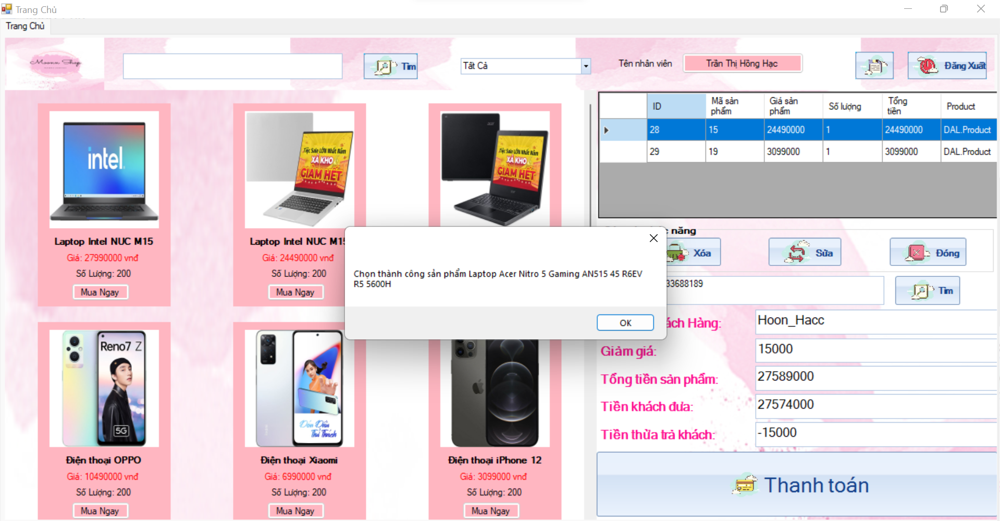 Trang Chủ
Trang Chủ
Moonn Shop
Tìm
Tất Cả
Tên nhân viên
Trần Thị Hồng Hạc
Đăng Xuất
intel.
Tiệc Sale LỚN Nhất Năm
XẢ KHO
GIẢM HẾT
acer
Tiệc Sale LỚN Nhất Năm
XẢ KHO
GIẢM HẾT
Laptop Intel NUC M15
Giá: 27990000 vnđ
Số Lượng: 200
Mua Ngay
Laptop Intel NUC M15
Giá: 24490000 vnđ
Số Lượng: 200
Mua Ngay
Reno7 Z
5G
Đón Đầu
Thử Thách
Điện thoại OPPO
Giá: 10490000 vnđ
Số Lượng: 200
Mua Ngay
Điện thoại Xiaomi
Giá: 6990000 vnđ
Số Lượng: 200
Mua Ngay
Điện thoại iPhone 12
Giá: 3099000 vnđ
Số Lượng: 200
Mua Ngay
ID Mã sản phẩm Giá sản phẩm Số lượng Tổng tiền Product
28 15 24490000 1 24490000 DAL.Product
29 19 3099000 1 3099000 DAL.Product
năng
Xóa
Sửa
Đóng
33688189
Tìm
Chọn thành công sản phẩm Laptop Acer Nitro 5 Gaming AN515 45 R6EV
R5 5600H
OK
ách Hàng: Hoon_Hacc
Giảm giá: 15000
Tổng tiền sản phẩm: 27589000
Tiền khách đưa: 27574000
Tiền thừa trả khách: -15000
Thanh toán